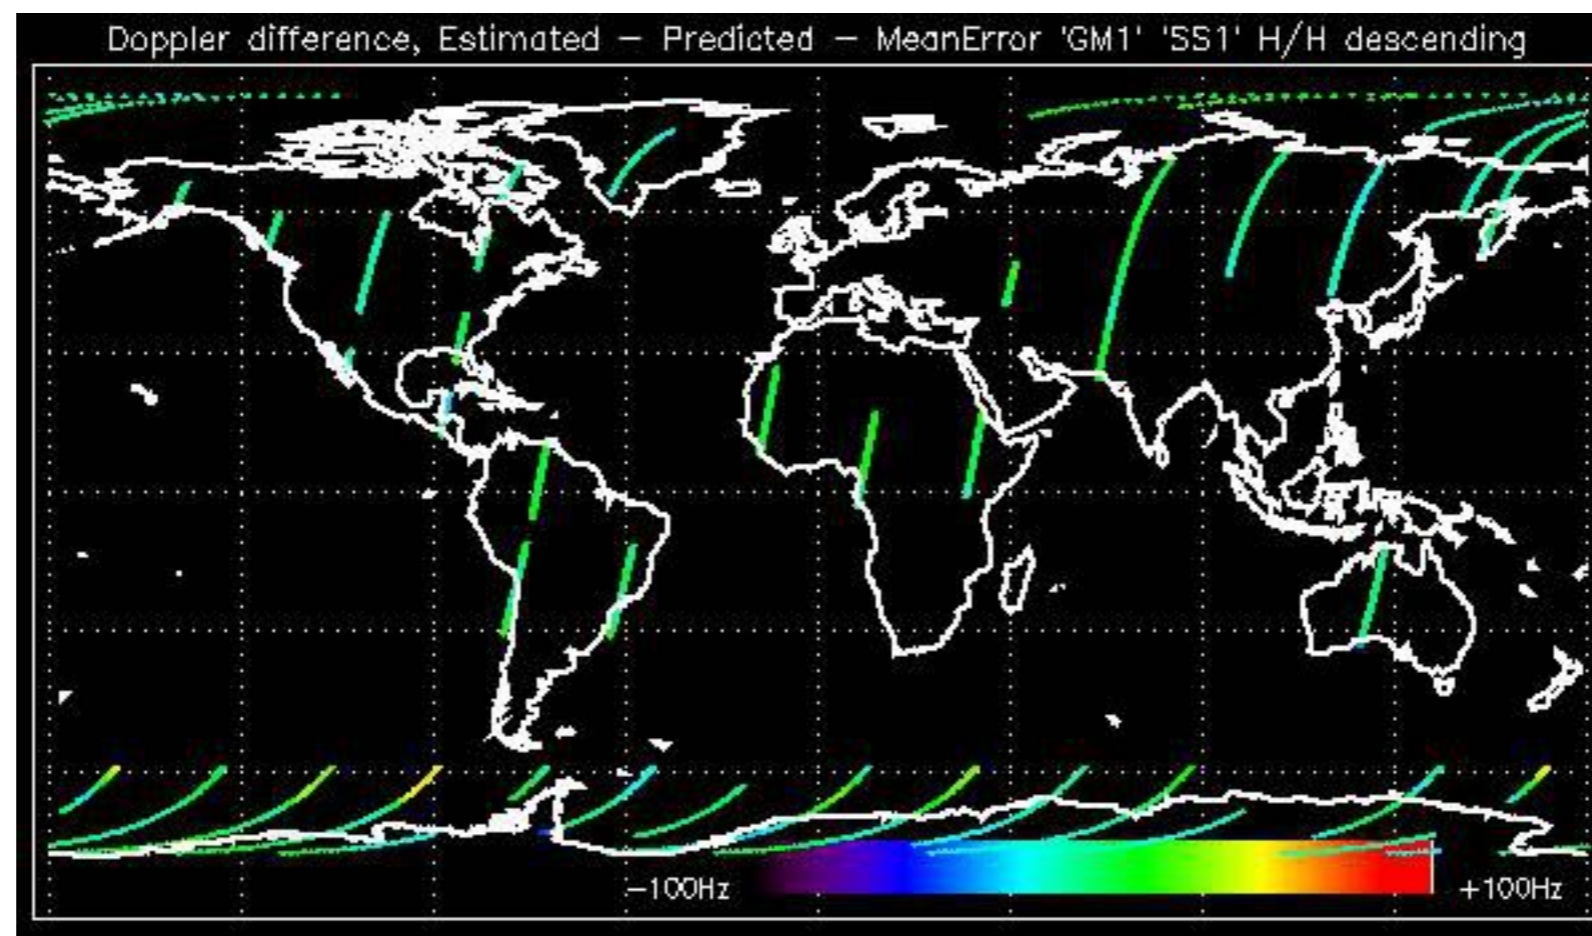 Doppler difference, Estimated – Predicted – MeanError 'GM1' 'SS1' H/H descending
–100Hz +100Hz